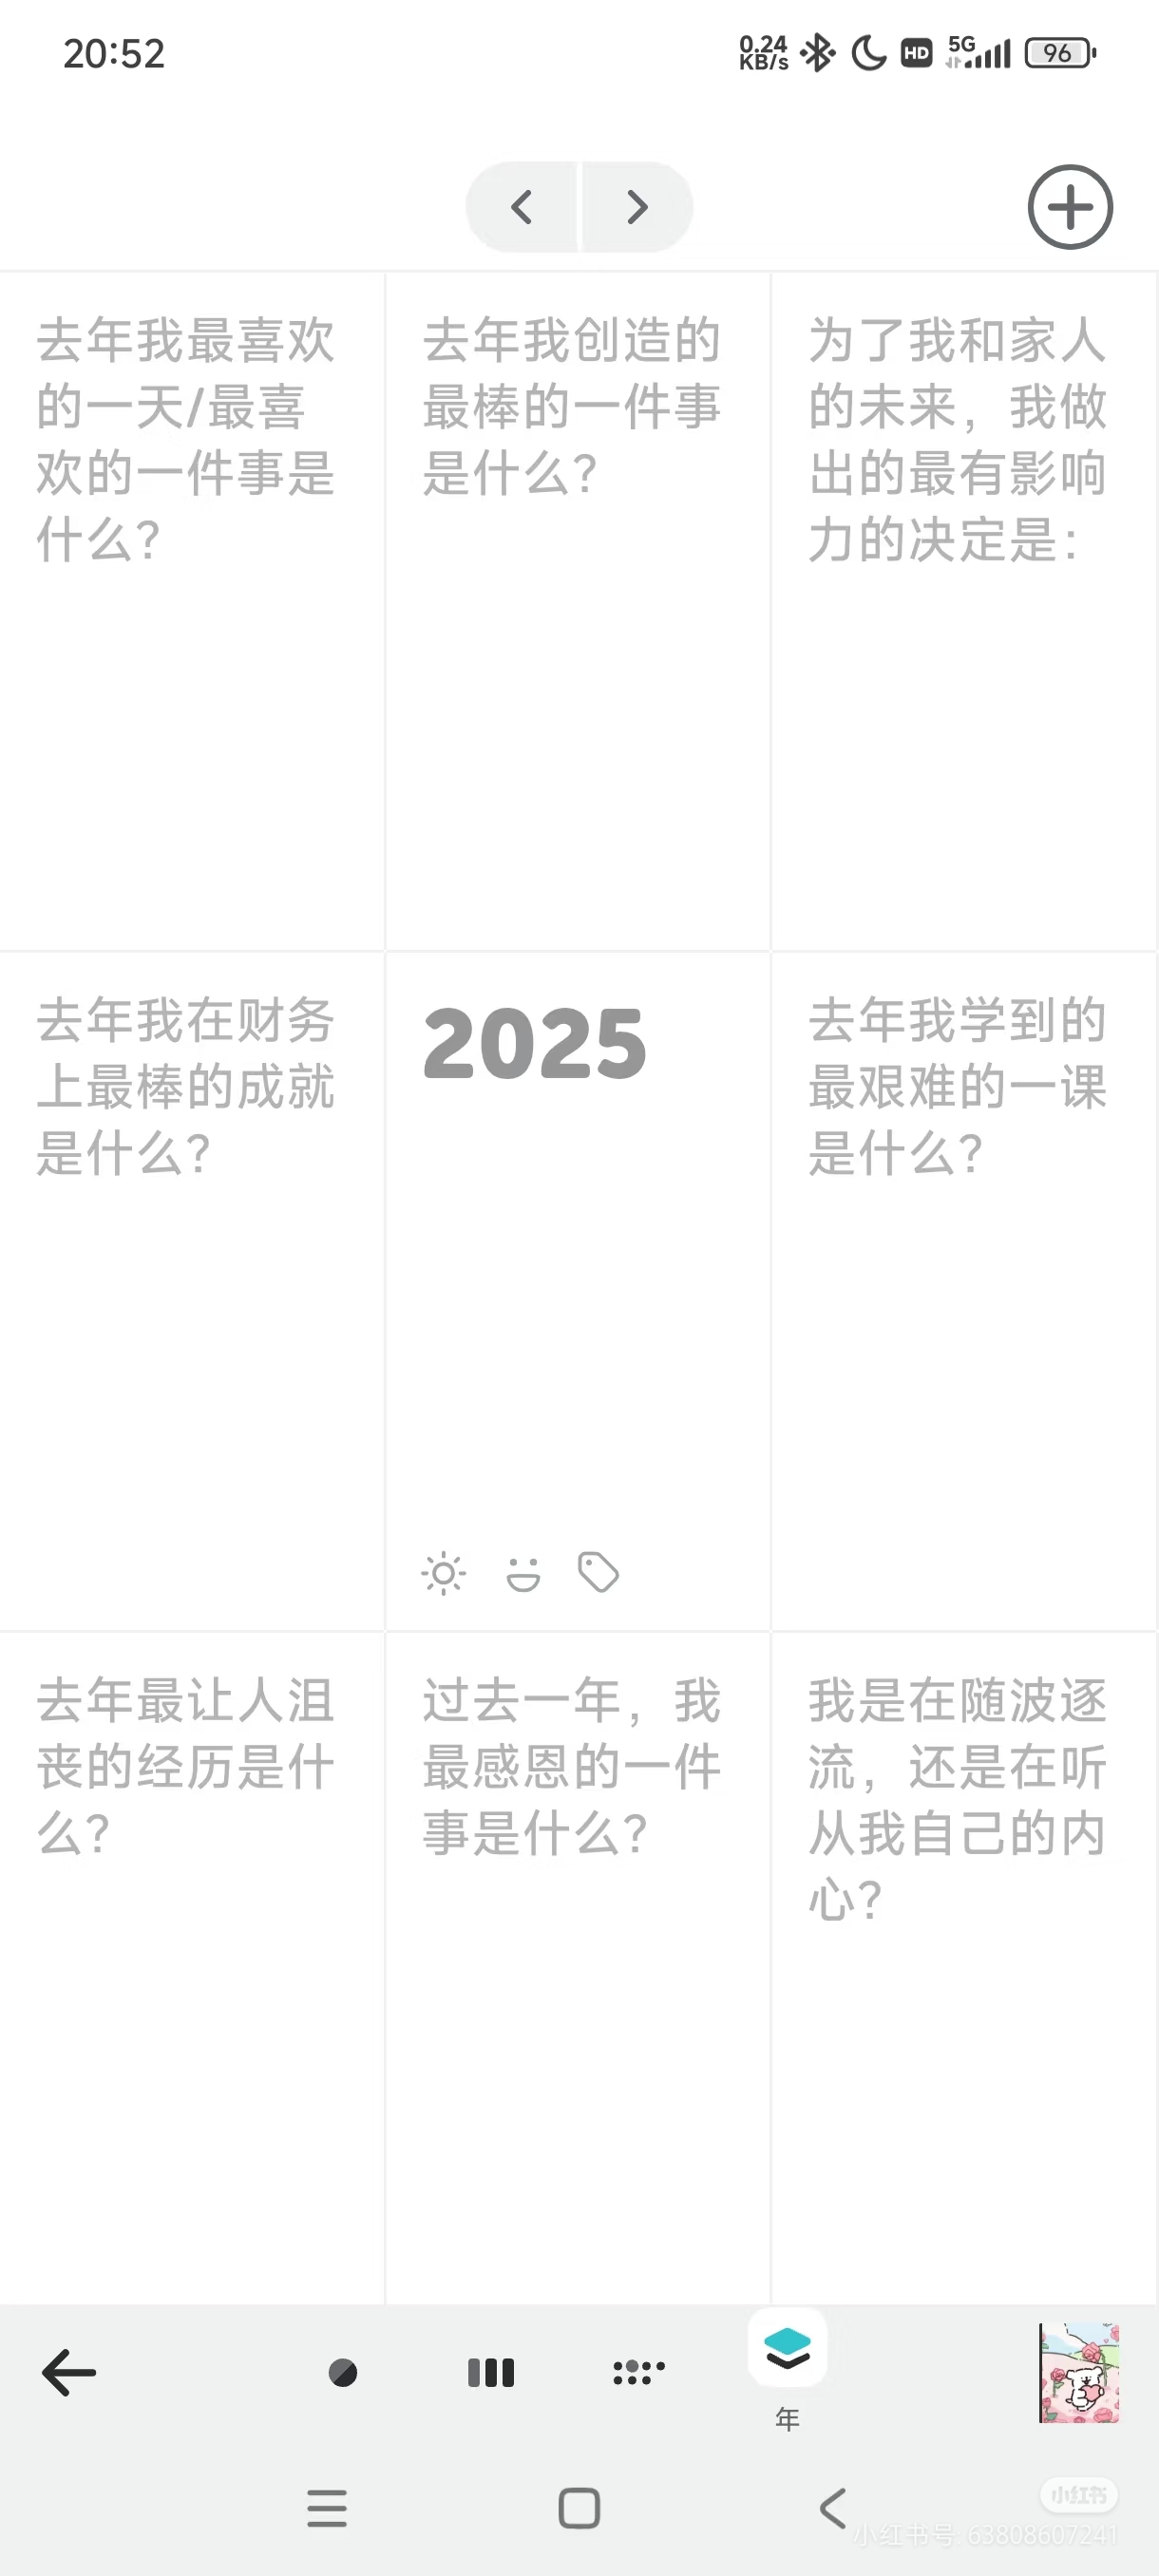 20:52
0.24
KB/s
HD
5G
96
去年我最喜欢
的一天/最喜
欢的一件事是
什么?
去年我创造的
最棒的一件事
是什么?
为了我和家人
的未来，我做
出的最有影响
力的决定是：
去年我在财务
上最棒的成就
是什么?
2025
去年我学到的
最艰难的一课
是什么?
去年最让人沮
丧的经历是什
么?
过去一年，我
最感恩的一件
事是什么?
我是在随波逐
流，还是在听
从我自己的内
心?
年
小红书
小红书号: 63808607241